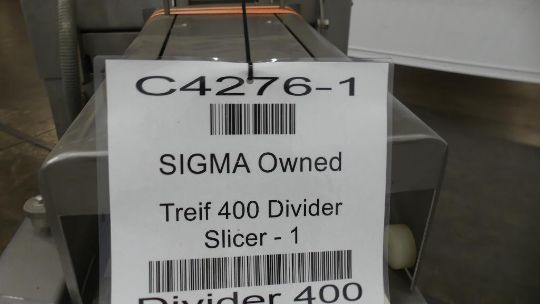 C4276-1
SIGMA Owned
Treif 400 Divider
Slicer - 1
Divider 400